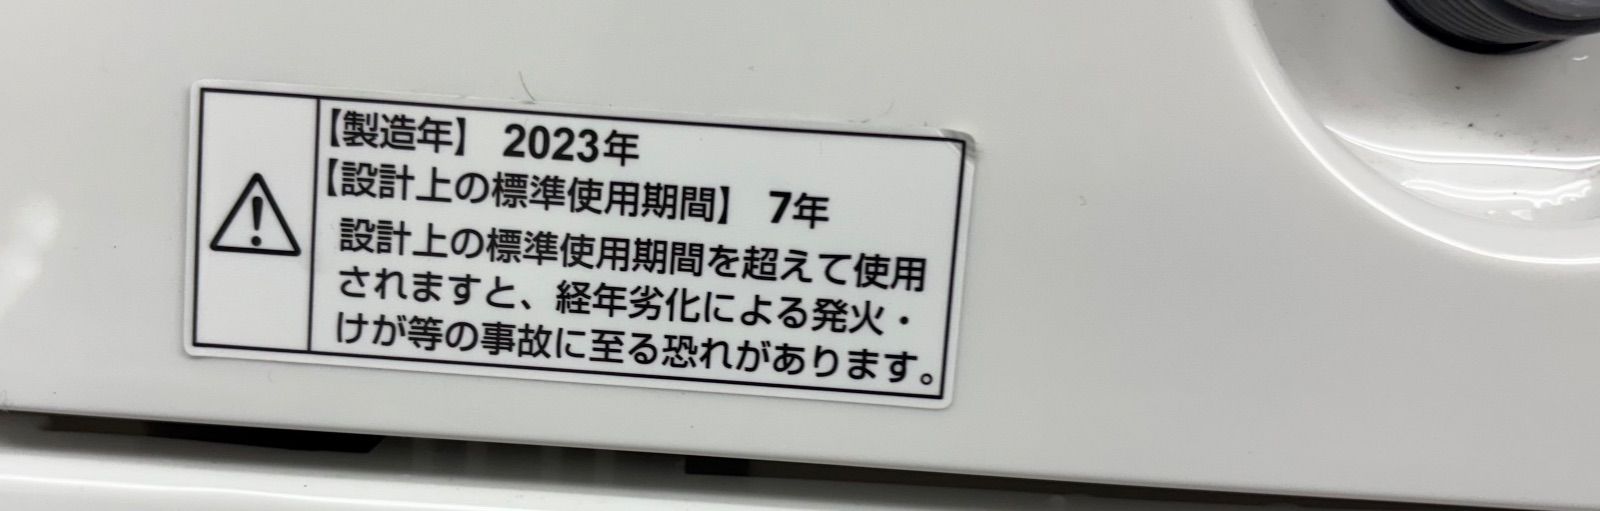 【製造年】 2023年
【設計上の標準使用期間】 7年
設計上の標準使用期間を超えて使用
されますと、経年劣化による発火・
けが等の事故に至る恐れがあります。